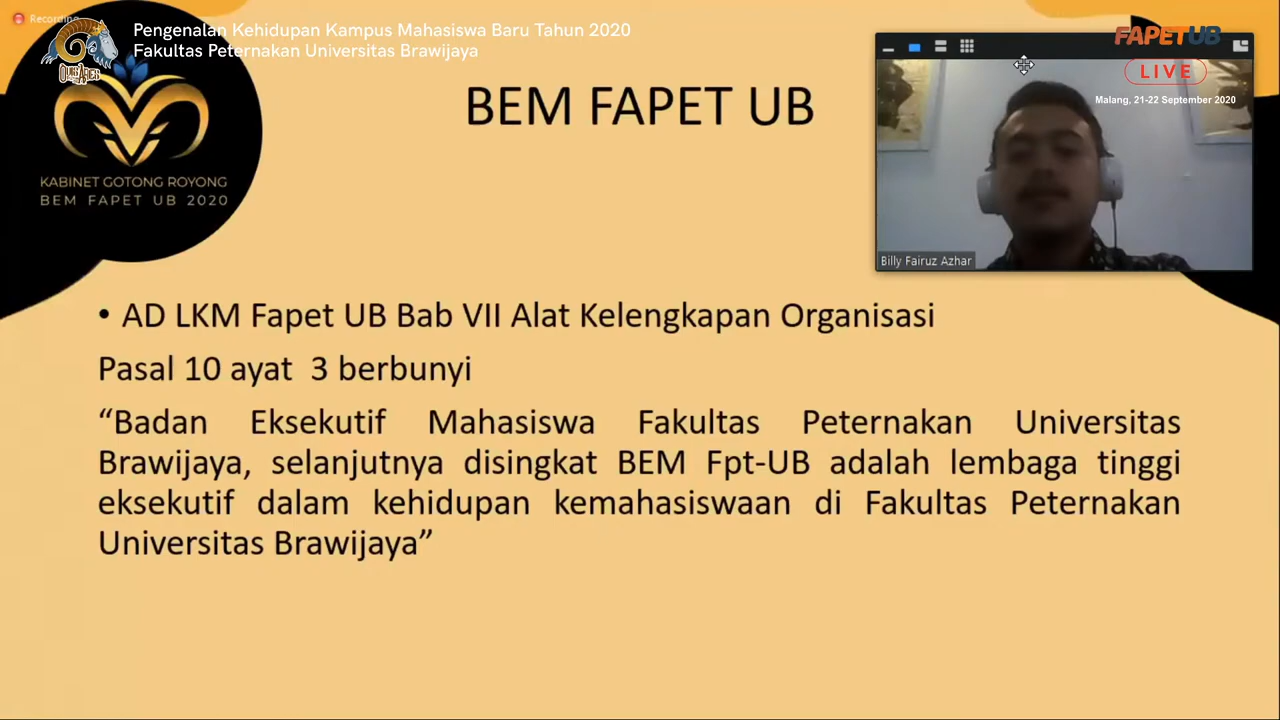 Recording
Pengenalan Kehidupan Kampus Mahasiswa Baru Tahun 2020
Fakultas Peternakan Universitas Brawijaya
FAPETUB
LIVE
Malang, 21-22 September 2020
KABINET GOTONG ROYONG
BEM FAPET UB 2020
BEM FAPET UB
Billy Fairuz Azhar
• AD LKM Fapet UB Bab VII Alat Kelengkapan Organisasi
Pasal 10 ayat 3 berbunyi
“Badan Eksekutif Mahasiswa Fakultas Peternakan Universitas
Brawijaya, selanjutnya disingkat BEM Fpt-UB adalah lembaga tinggi
eksekutif dalam kehidupan kemahasiswaan di Fakultas Peternakan
Universitas Brawijaya”